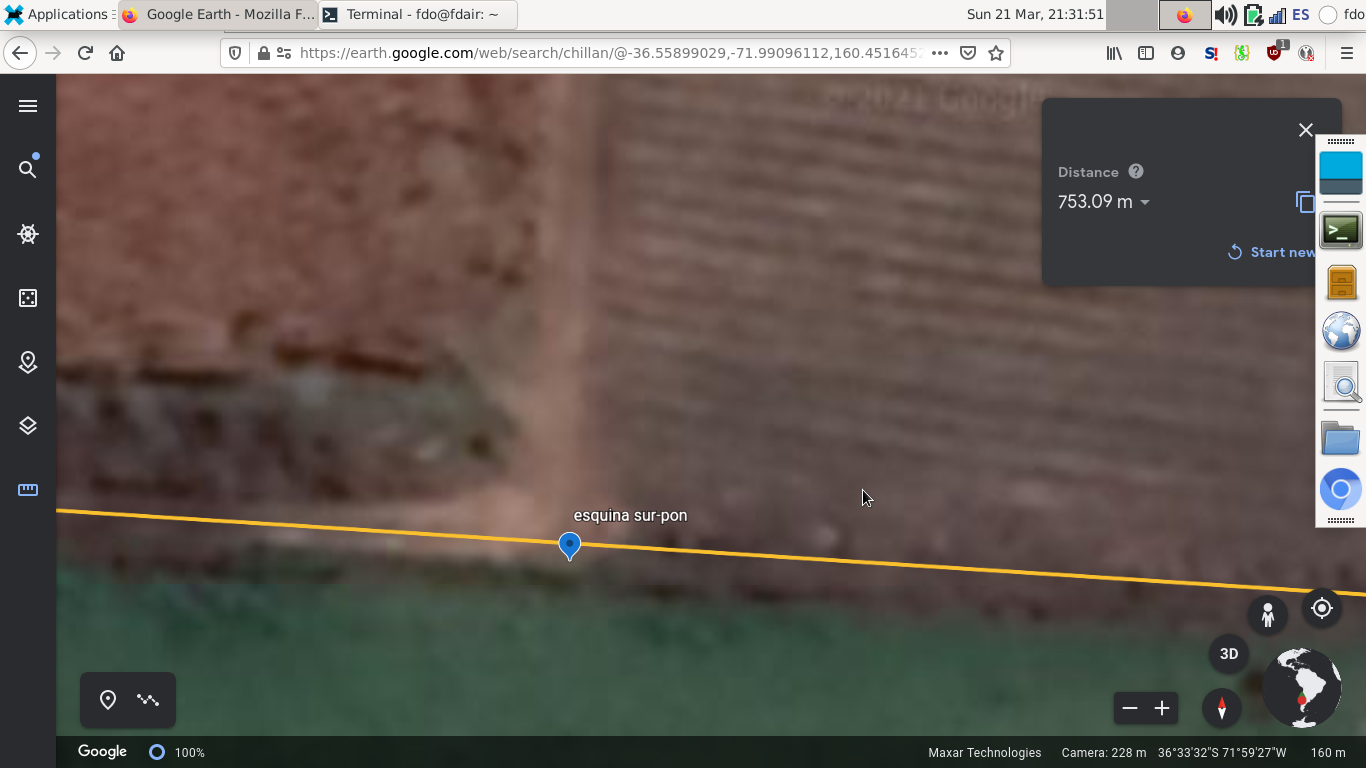 Applications
Google Earth - Mozilla F...
Terminal - fdo@fdair: ~
Sun 21 Mar, 21:31:51
ES
fdo
https://earth.google.com/web/search/chillan/@-36.55899029,-71.99096112,160.451645
1
© 2021 Google
Distance
753.09 m
Start new
esquina sur-pon
3D
Google
100%
Maxar Technologies
Camera: 228 m
36°33'32"S 71°59'27"W
160 m